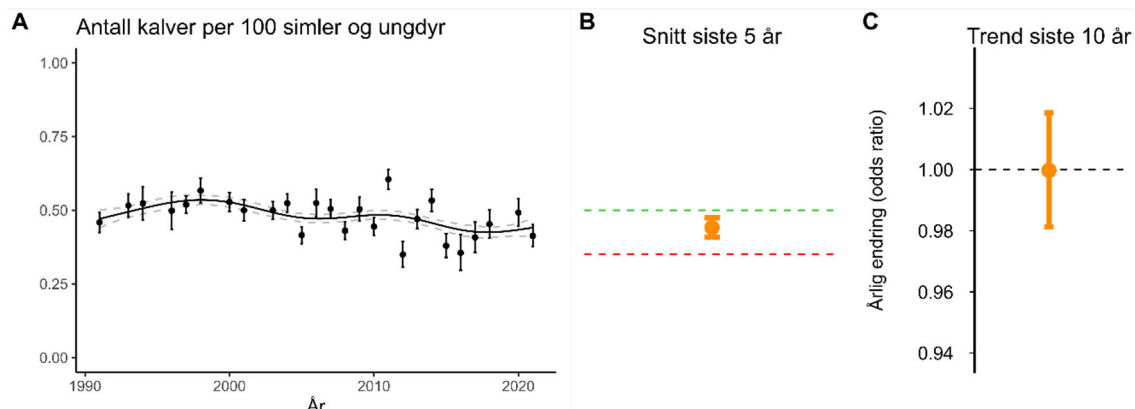 A Antall kalver per 100 simler og ungdyr
1.00
0.75
0.50
0.25
0.00
1990 2000 2010 2020
År
B Snitt siste 5 år
C Trend siste 10 år
Årlig endring (odds ratio)
1.02
1.00
0.98
0.96
0.94